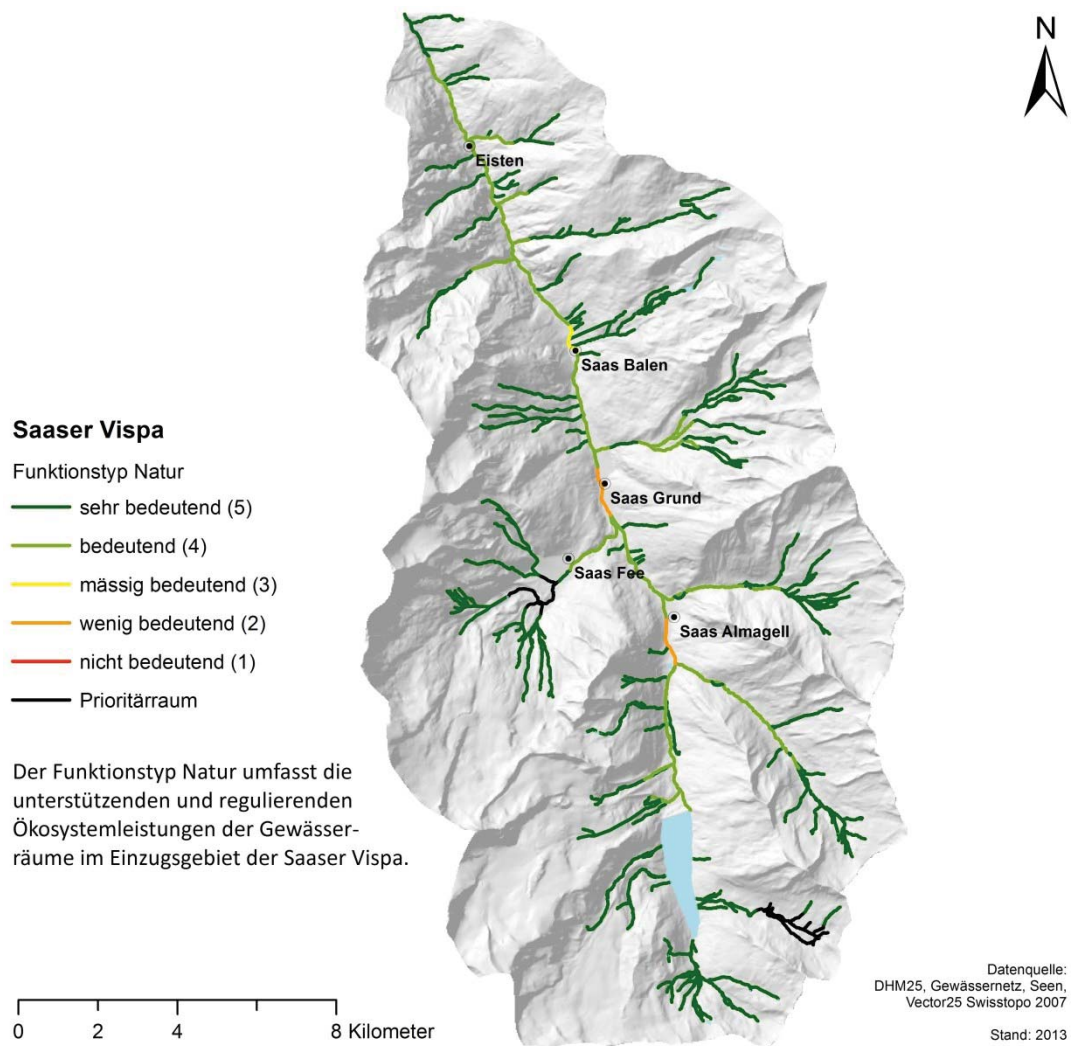 N
Eisten
Saas Balen
Saas Grund
Saas Fee
Saas Almagell
Saaser Vispa
Funktionstyp Natur
sehr bedeutend (5)
bedeutend (4)
mässig bedeutend (3)
wenig bedeutend (2)
nicht bedeutend (1)
Prioritärraum
Der Funktionstyp Natur umfasst die
unterstützenden und regulierenden
Ökosystemleistungen der Gewässer-
räume im Einzugsgebiet der Saaser Vispa.
0 2 4 8 Kilometer
Datenquelle:
DHM25, Gewässernetz, Seen,
Vector25 Swisstopo 2007
Stand: 2013